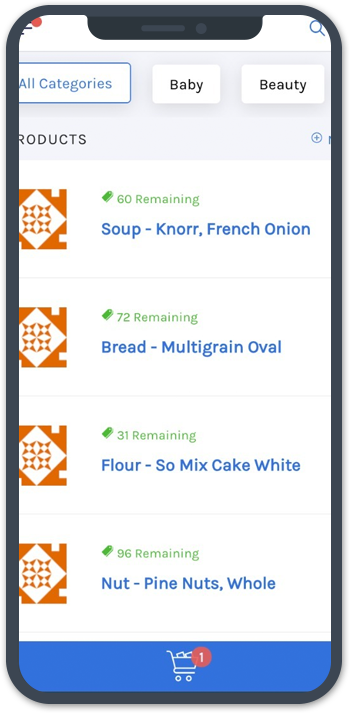 All Categories
Baby
Beauty
RODUCTS
60 Remaining
Soup - Knorr, French Onion
72 Remaining
Bread - Multigrain Oval
31 Remaining
Flour - So Mix Cake White
96 Remaining
Nut - Pine Nuts, Whole
1